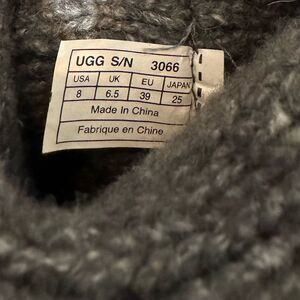 UGG S/N 3066
USA UK EU JAPAN
8 6.5 39 25
Made In China
Fabrique en Chine